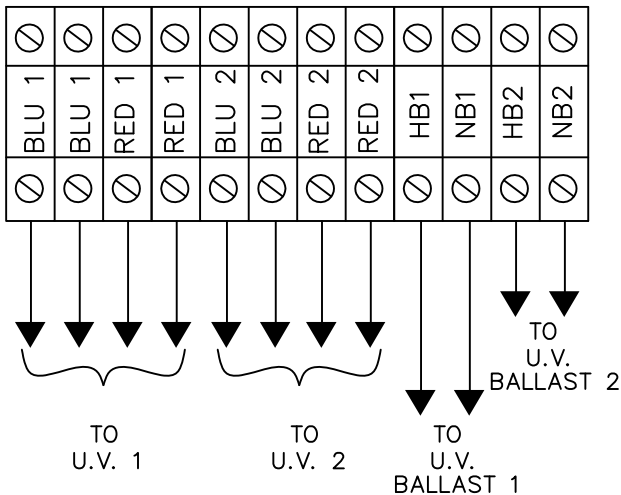 BLU 1
BLU 1
RED 1
RED 1
BLU 2
BLU 2
RED 2
RED 2
HB1
NB1
HB2
NB2
TO
U.V. 1
TO
U.V. 2
TO
U.V.
BALLAST 1
TO
U.V.
BALLAST 2